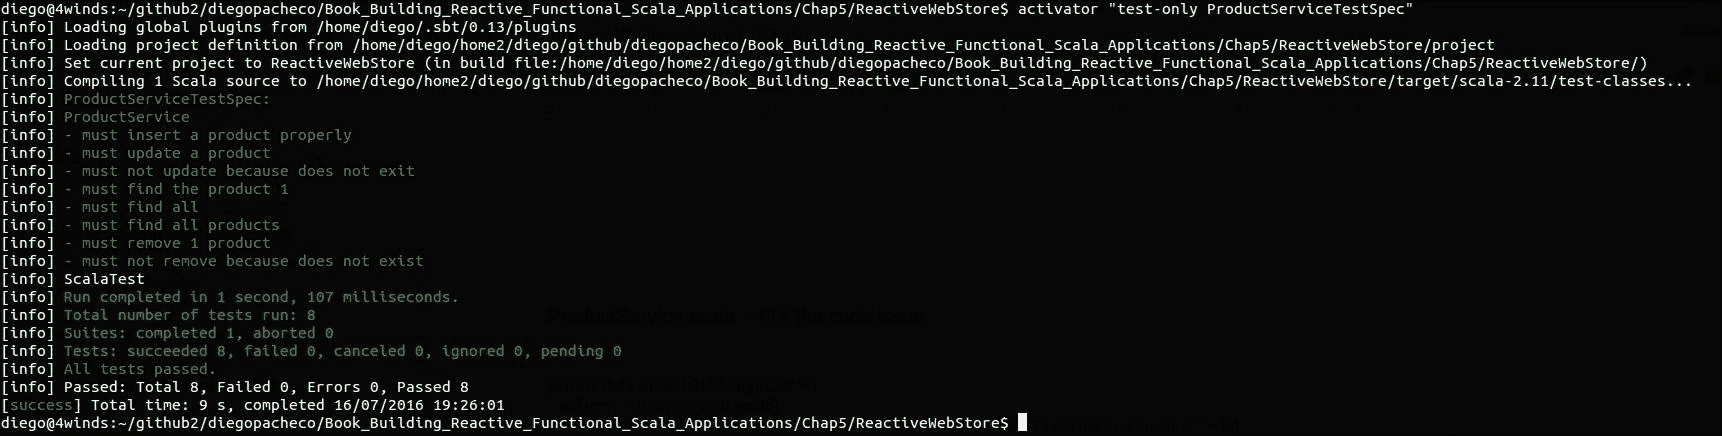 diego@4winds:~/github2/diegopacheco/Book_Building_Reactive_Functional_Scala_Applications/Chap5/ReactiveWebStore$ activator "test-only ProductServiceTestSpec"
[info] Loading global plugins from /home/diego/.sbt/0.13/plugins
[info] Loading project definition from /home/diego/home2/diego/github/diegopacheco/Book_Building_Reactive_Functional_Scala_Applications/Chap5/ReactiveWebStore/project
[info] Set current project to ReactiveWebStore (in build file:/home/diego/home2/diego/github/diegopacheco/Book_Building_Reactive_Functional_Scala_Applications/Chap5/ReactiveWebStore/)
[info] Compiling 1 Scala source to /home/diego/home2/diego/github/diegopacheco/Book_Building_Reactive_Functional_Scala_Applications/Chap5/ReactiveWebStore/target/scala-2.11/test-classes...
[info] ProductServiceTestSpec:
[info] ProductService
[info] - must insert a product properly
[info] - must update a product
[info] - must not update because does not exit
[info] - must find the product 1
[info] - must find all
[info] - must find all products
[info] - must remove 1 product
[info] - must not remove because does not exist
[info] ScalaTest
[info] Run completed in 1 second, 107 milliseconds.
[info] Total number of tests run: 8
[info] Suites: completed 1, aborted 0
[info] Tests: succeeded 8, failed 0, canceled 0, ignored 0, pending 0
[info] All tests passed.
[info] Passed: Total 8, Failed 0, Errors 0, Passed 8
[success] Total time: 9 s, completed 16/07/2016 19:26:01
diego@4winds:~/github2/diegopacheco/Book_Building_Reactive_Functional_Scala_Applications/Chap5/ReactiveWebStore$